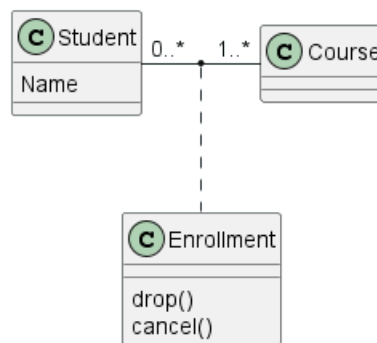 C Student 0..* 1..* C Course
Name
C Enrollment
drop()
cancel()